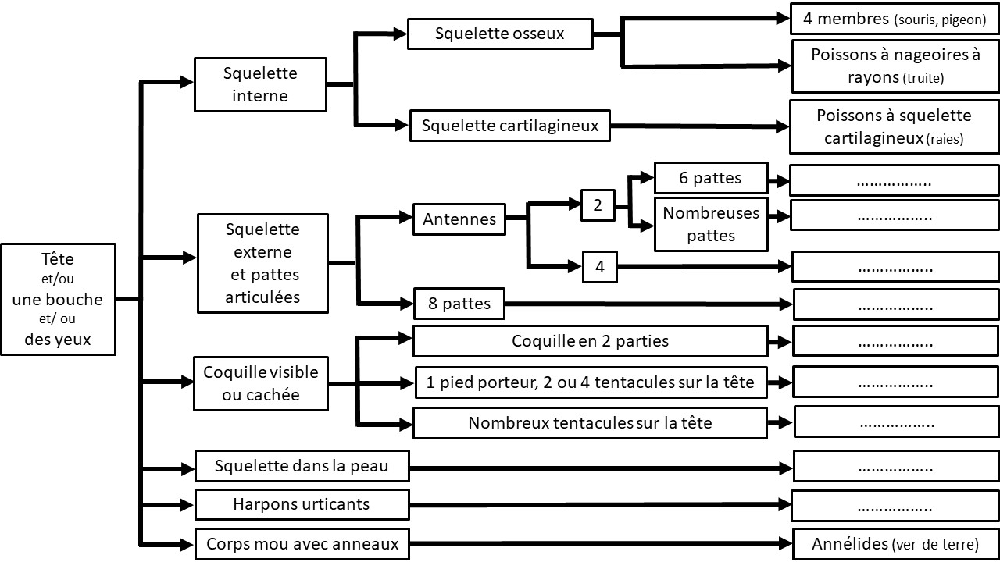 Tête
et/ou
une bouche
et/ ou
des yeux
Squelette
interne
Squelette osseux
4 membres (souris, pigeon)
Poissons à nageoires à
rayons (truite)
Squelette cartilagineux
Poissons à squelette
cartilagineux (raies)
Squelette
externe
et pattes
articulées
Antennes
2
6 pattes
……………..
Nombreuses
pattes
……………..
4
……………..
8 pattes
……………..
Coquille visible
ou cachée
Coquille en 2 parties
……………..
1 pied porteur, 2 ou 4 tentacules sur la tête
……………..
Nombreux tentacules sur la tête
……………..
Squelette dans la peau
……………..
Harpons urticants
……………..
Corps mou avec anneaux
Annélides (ver de terre)